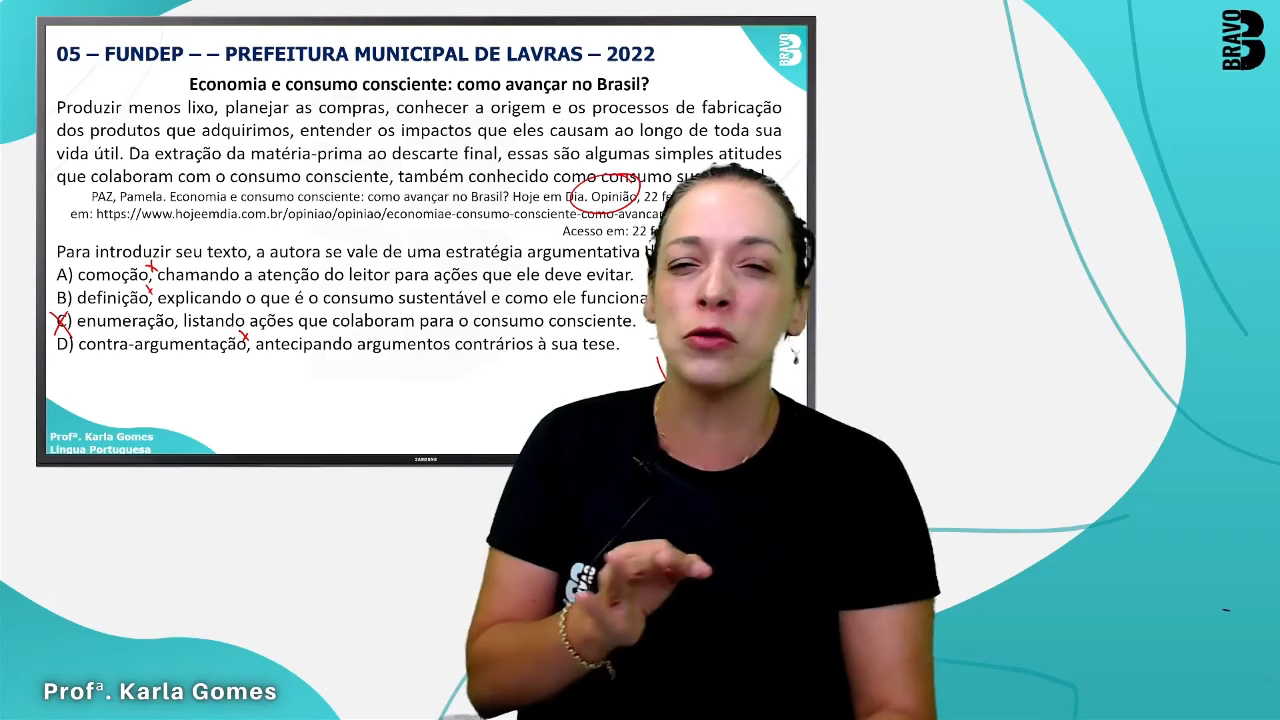 05 – FUNDEP – – PREFEITURA MUNICIPAL DE LAVRAS – 2022
BRAVO
Economia e consumo consciente: como avançar no Brasil?
Produzir menos lixo, planejar as compras, conhecer a origem e os processos de fabricação
dos produtos que adquirimos, entender os impactos que eles causam ao longo de toda sua
vida útil. Da extração da matéria-prima ao descarte final, essas são algumas simples atitudes
que colaboram com o consumo consciente, também conhecido como consumo
PAZ, Pamela. Economia e consumo consciente: como avançar no Brasil? Hoje em Dia. Opinião, 22
em: https://www.hojeemdia.com.br/opiniao/opiniao/economiae-consumo-consciente-como-avancar
Acesso em: 22
Para introduzir seu texto, a autora se vale de uma estratégia argumentativa
A) comoção, chamando a atenção do leitor para ações que ele deve evitar.
B) definição, explicando o que é o consumo sustentável e como ele funciona
C) enumeração, listando ações que colaboram para o consumo consciente.
D) contra-argumentação, antecipando argumentos contrários à sua tese.
Profª. Karla Gomes
Língua Portuguesa
SAMSUNG
BRAVO
Profª. Karla Gomes